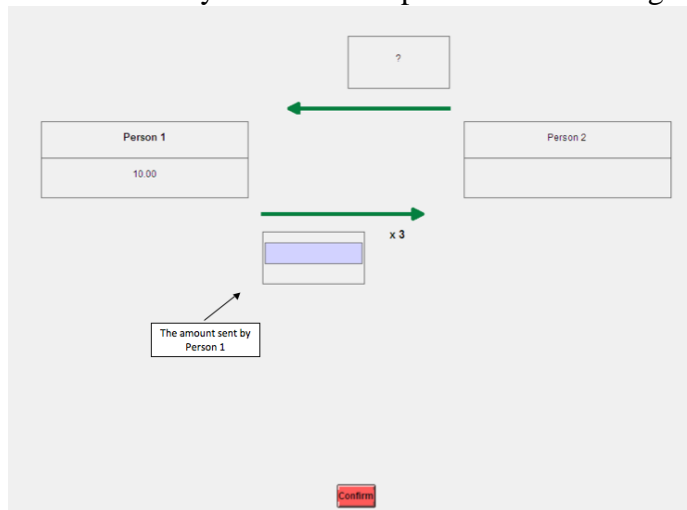 ?
Person 1
Person 2
10.00
x 3
The amount sent by
Person 1
Confirm